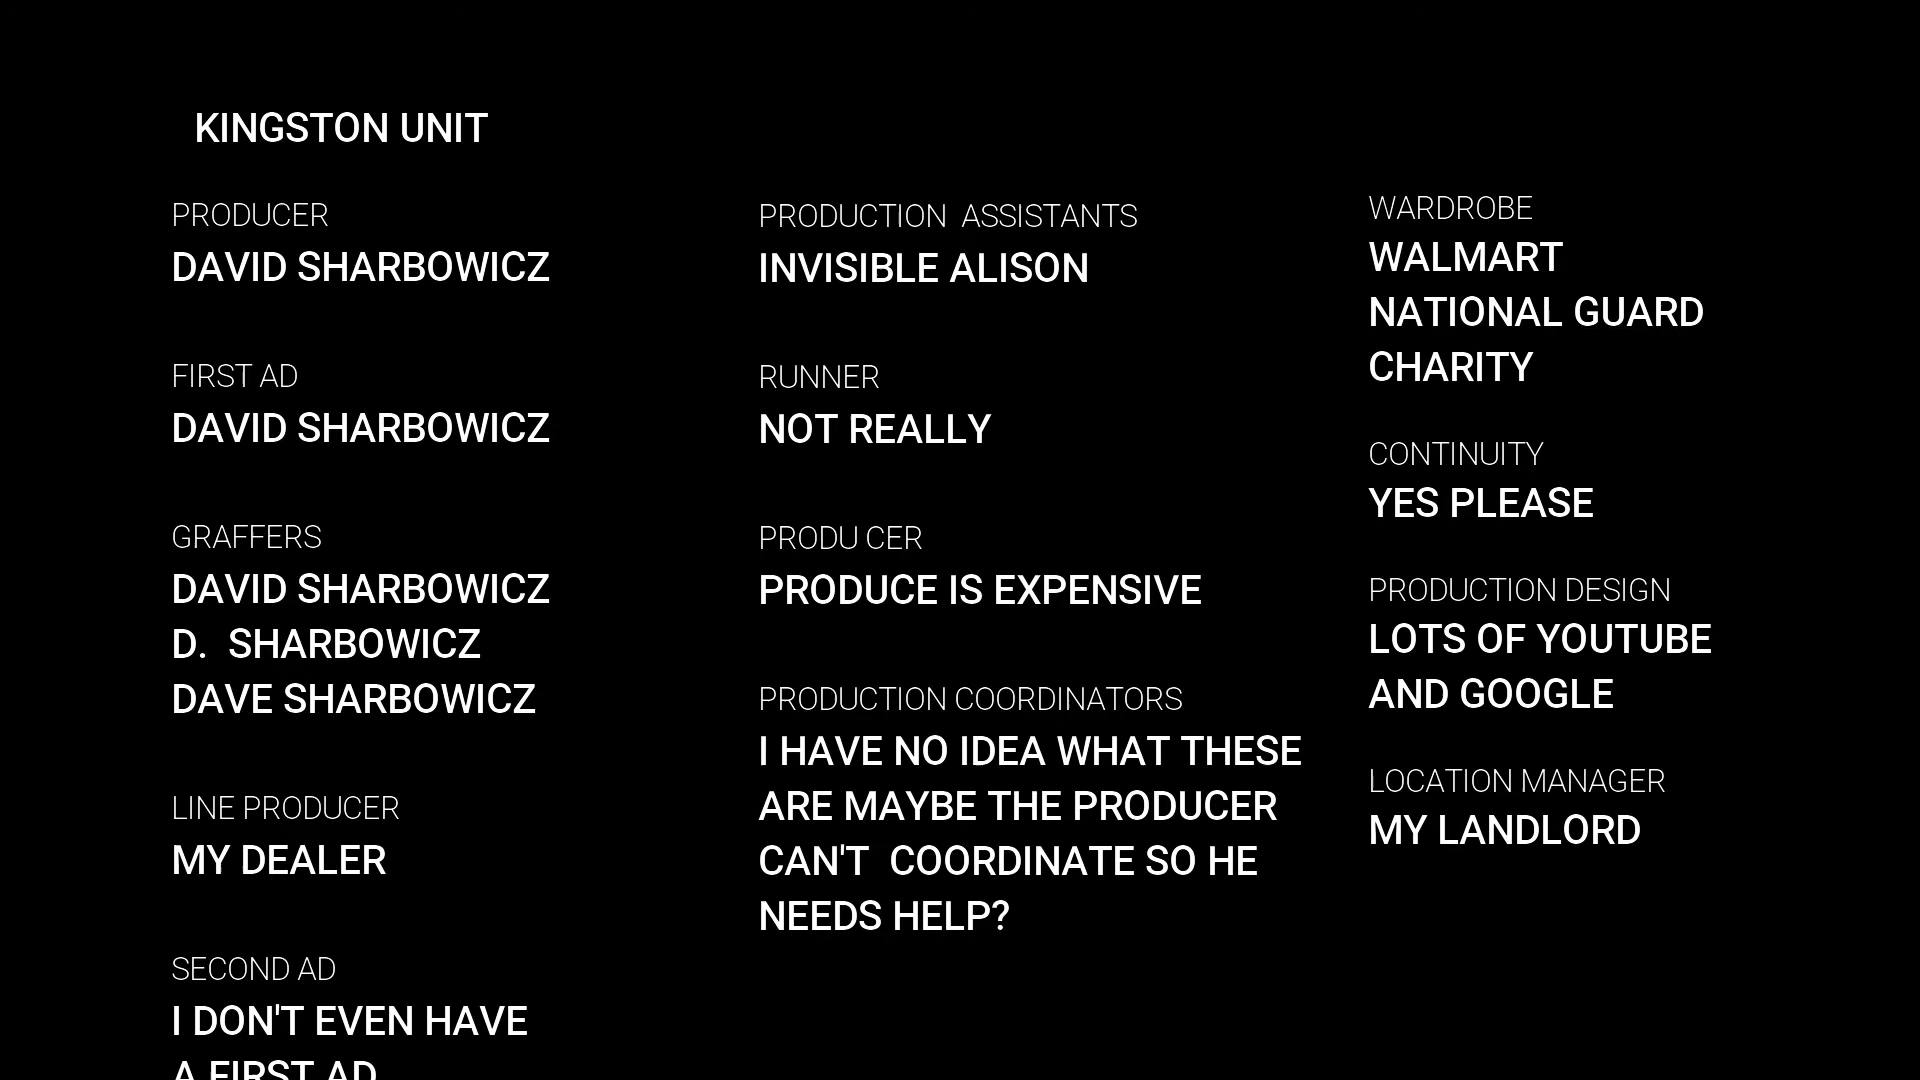 KINGSTON UNIT
PRODUCER
DAVID SHARBOWICZ
FIRST AD
DAVID SHARBOWICZ
GRAFFERS
DAVID SHARBOWICZ
D. SHARBOWICZ
DAVE SHARBOWICZ
LINE PRODUCER
MY DEALER
SECOND AD
I DON'T EVEN HAVE
A FIRST AD
PRODUCTION ASSISTANTS
INVISIBLE ALISON
RUNNER
NOT REALLY
PRODU CER
PRODUCE IS EXPENSIVE
PRODUCTION COORDINATORS
I HAVE NO IDEA WHAT THESE
ARE MAYBE THE PRODUCER
CAN'T COORDINATE SO HE
NEEDS HELP?
WARDROBE
WALMART
NATIONAL GUARD
CHARITY
CONTINUITY
YES PLEASE
PRODUCTION DESIGN
LOTS OF YOUTUBE
AND GOOGLE
LOCATION MANAGER
MY LANDLORD